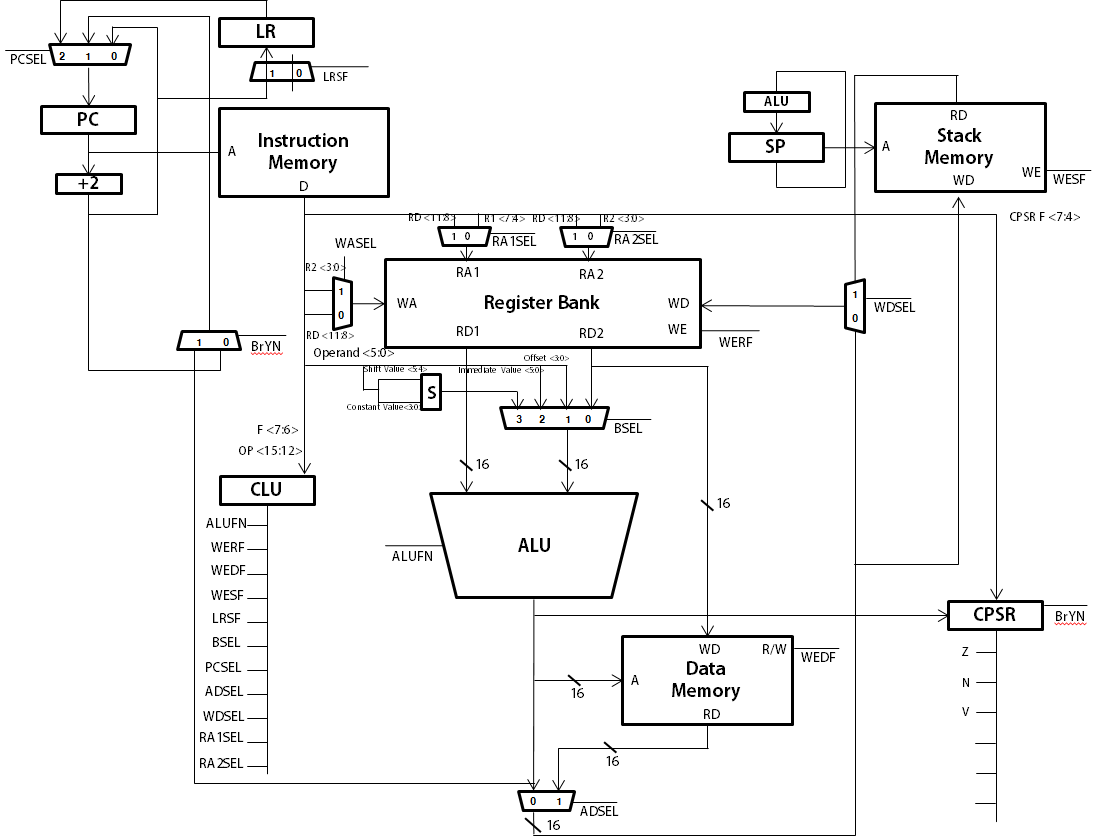 LR
PCSEL
2 1 0
1 0
LRSF
PC
+2
A
Instruction
Memory
D
ALU
SP
RD
A
Stack
Memory
WE
WD
WESF
CPSR F <7:4>
RD <11:8>
R1 <7:4>
RD <11:8>
R2 <3:0>
1 0
RA1SEL
1 0
RA2SEL
WASEL
R2 <3:0>
1
0
RD <11:8>
RA1
RA2
WA
Register Bank
WD
WE
RD1
RD2
WERF
1
0
WDSEL
1 0
BrYN
Operand <5:0>
Shift Value <5:4>
Constant Value<3:0>
S
Immediate Value <5:0>
Offset <3:0>
3 2 1 0
BSEL
F <7:6>
OP <15:12>
CLU
16
16
16
ALUFN
WERF
WEDF
WESF
LRSF
BSEL
PCSEL
ADSEL
WDSEL
RA1SEL
RA2SEL
ALU
ALUFN
CPSR
BrYN
Z
N
V
WD
R/W
WEDF
Data
Memory
A
RD
16
16
0 1
ADSEL
16